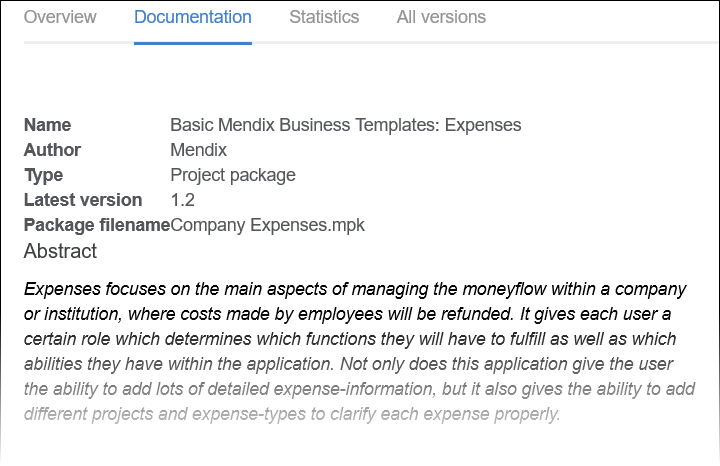 Overview Documentation Statistics All versions
Name Basic Mendix Business Templates: Expenses
Author Mendix
Type Project package
Latest version 1.2
Package filenameCompany Expenses.mpk
Abstract
Expenses focuses on the main aspects of managing the moneyflow within a company
or institution, where costs made by employees will be refunded. It gives each user a
certain role which determines which functions they will have to fulfill as well as which
abilities they have within the application. Not only does this application give the user
the ability to add lots of detailed expense-information, but it also gives the ability to add
different projects and expense-types to clarify each expense properly.